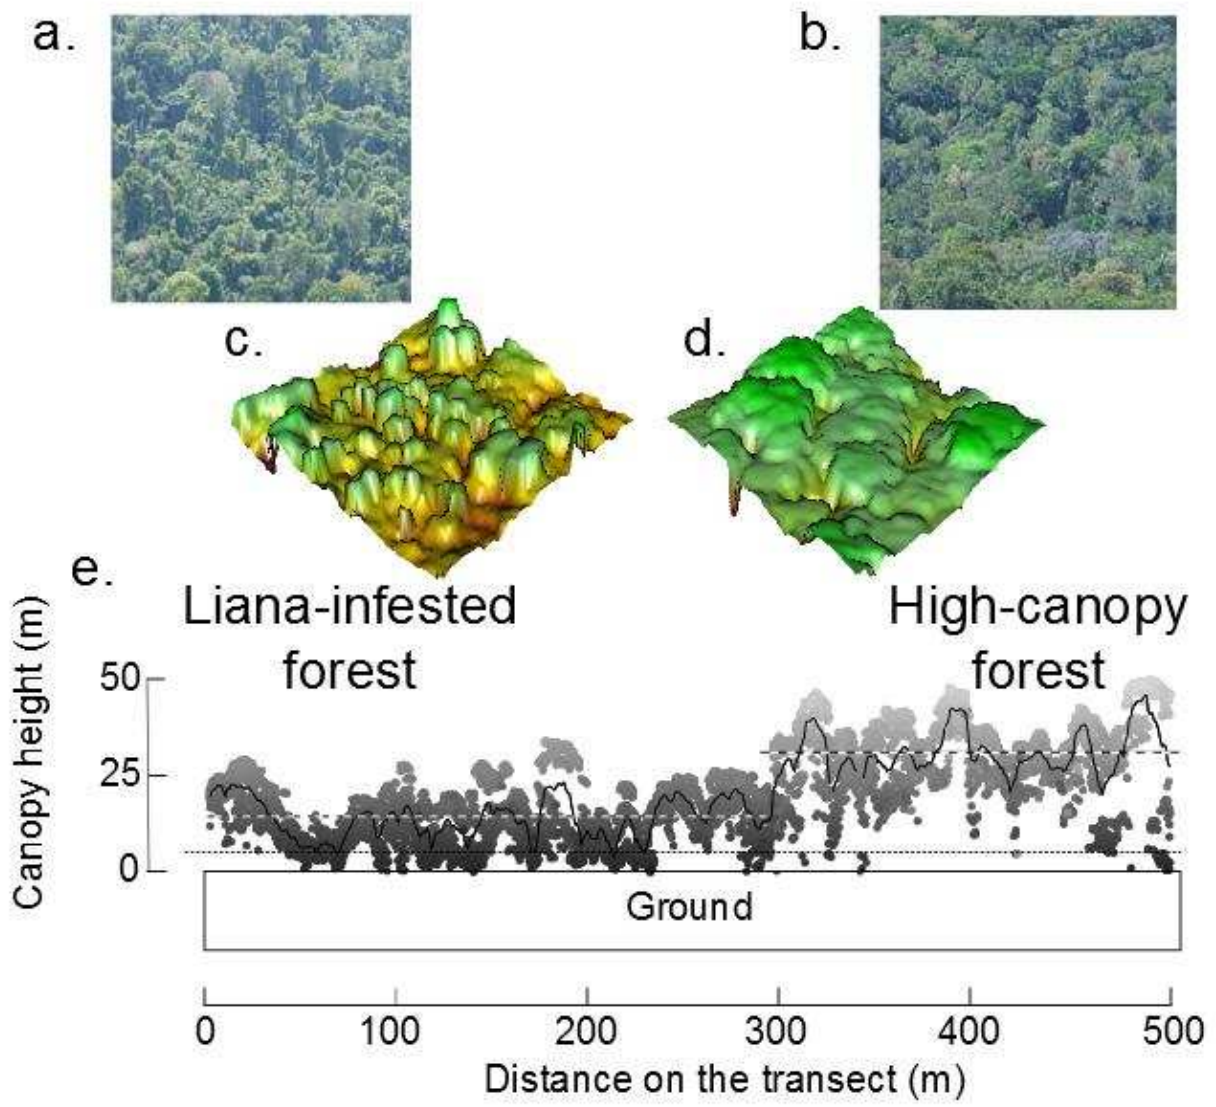 a.
b.
c.
d.
e.
Liana-infested
forest
High-canopy
forest
Canopy height (m)
50
25
0
Ground
0 100 200 300 400 500
Distance on the transect (m)